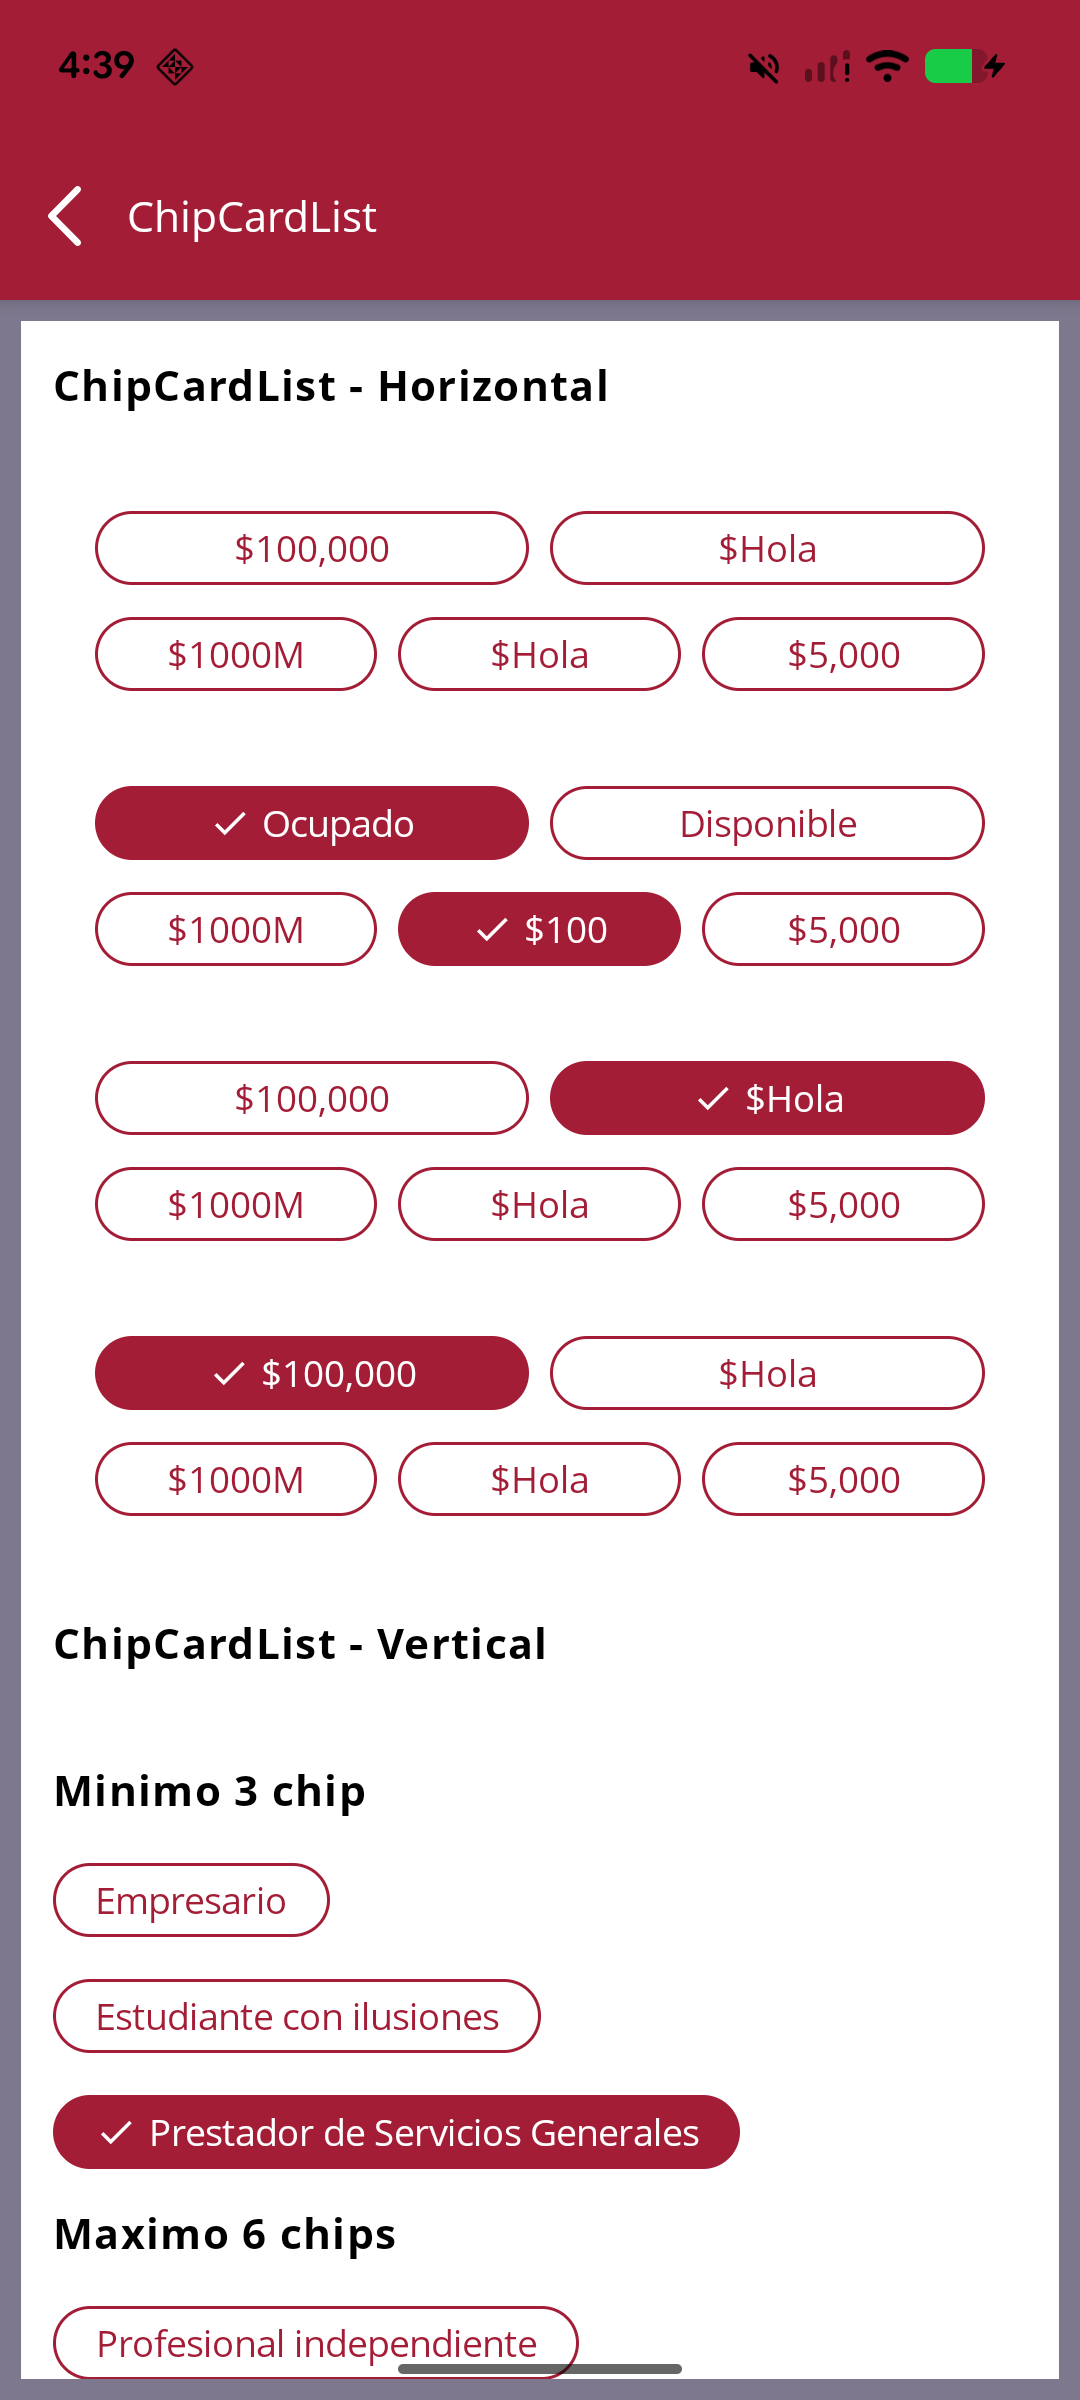 4:39
ChipCardList
ChipCardList - Horizontal
$100,000 $Hola
$1000M $Hola $5,000
Ocupado Disponible
$1000M $100 $5,000
$100,000 $Hola
$1000M $Hola $5,000
$100,000 $Hola
$1000M $Hola $5,000
ChipCardList - Vertical
Minimo 3 chip
Empresario
Estudiante con ilusiones
Prestador de Servicios Generales
Maximo 6 chips
Profesional independiente